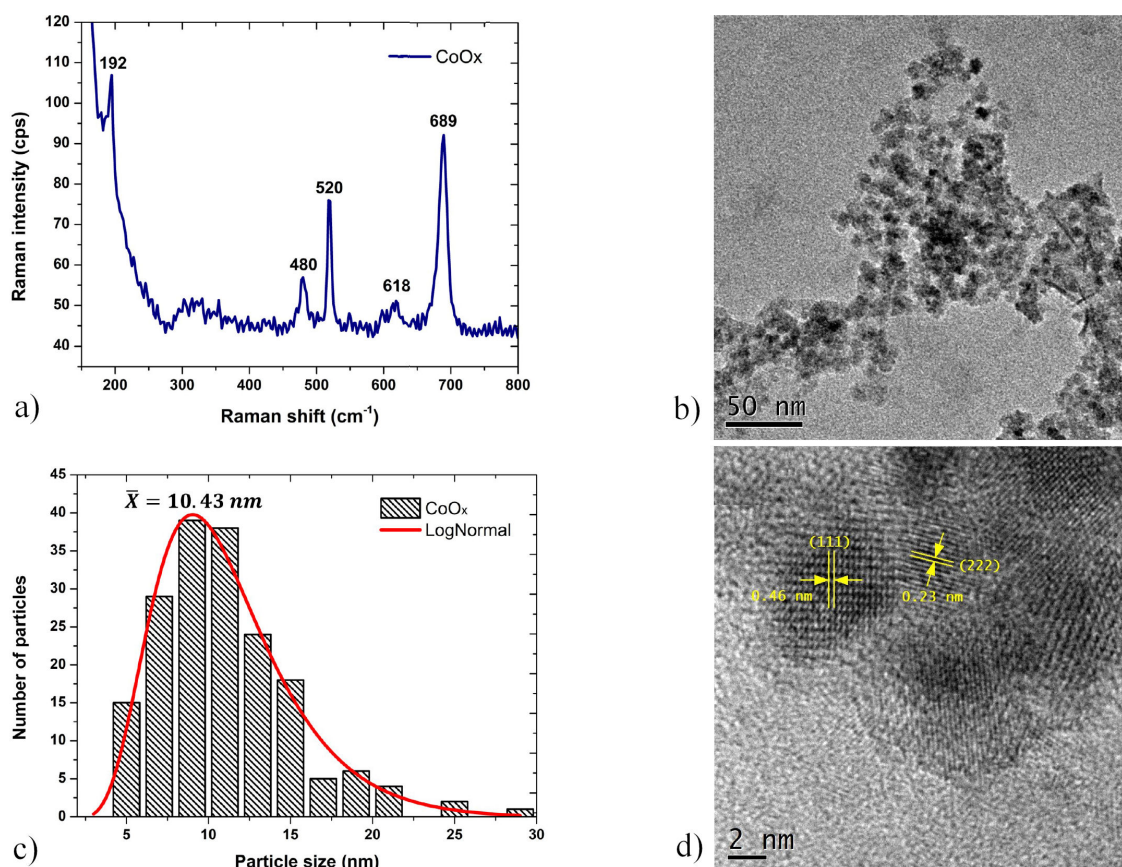 120
110
100
90
80
70
60
50
40
Raman intensity (cps)
192
480
520
618
689
CoOx
200 300 400 500 600 700 800
Raman shift (cm⁻¹)
a)
50 nm
b)
45
40
35
30
25
20
15
10
5
0
Number of particles
X̅ = 10.43 nm
CoOₓ
LogNormal
5 10 15 20 25 30
Particle size (nm)
c)
(111)
0.46 nm
(222)
0.23 nm
2 nm
d)